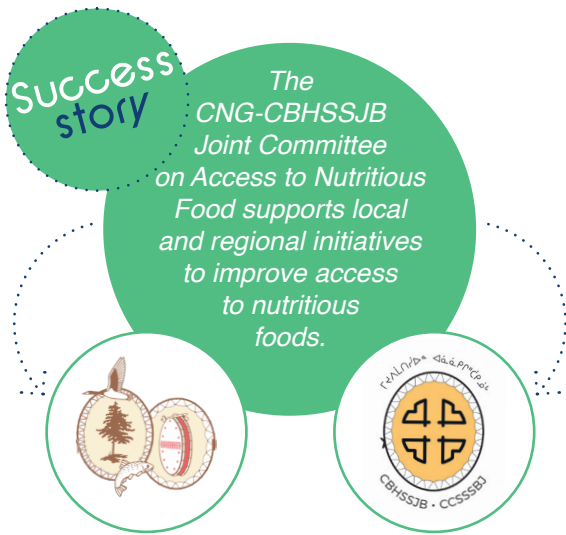 Success
story
The
CNG-CBHSSJB
Joint Committee
on Access to Nutritious
Food supports local
and regional initiatives
to improve access
to nutritious
foods.
CBHSSJB • CCSSSBJ